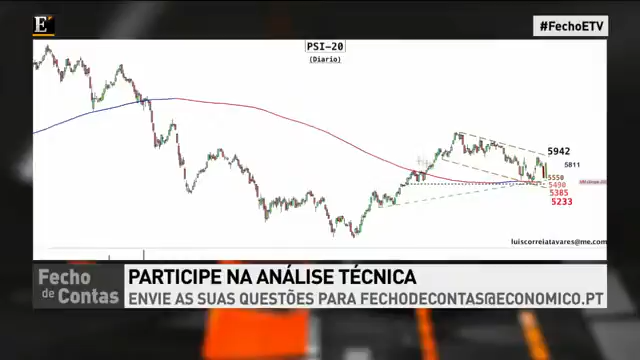 E
#FechoETV
PSI-20
(Diario)
5942
5811
5550
5490
5385
5233
luiscorreiatavares@me.com
Fecho
de Contas
PARTICIPE NA ANÁLISE TÉCNICA
ENVIE AS SUAS QUESTÕES PARA FECHODECONTAS@ECONOMICO.PT